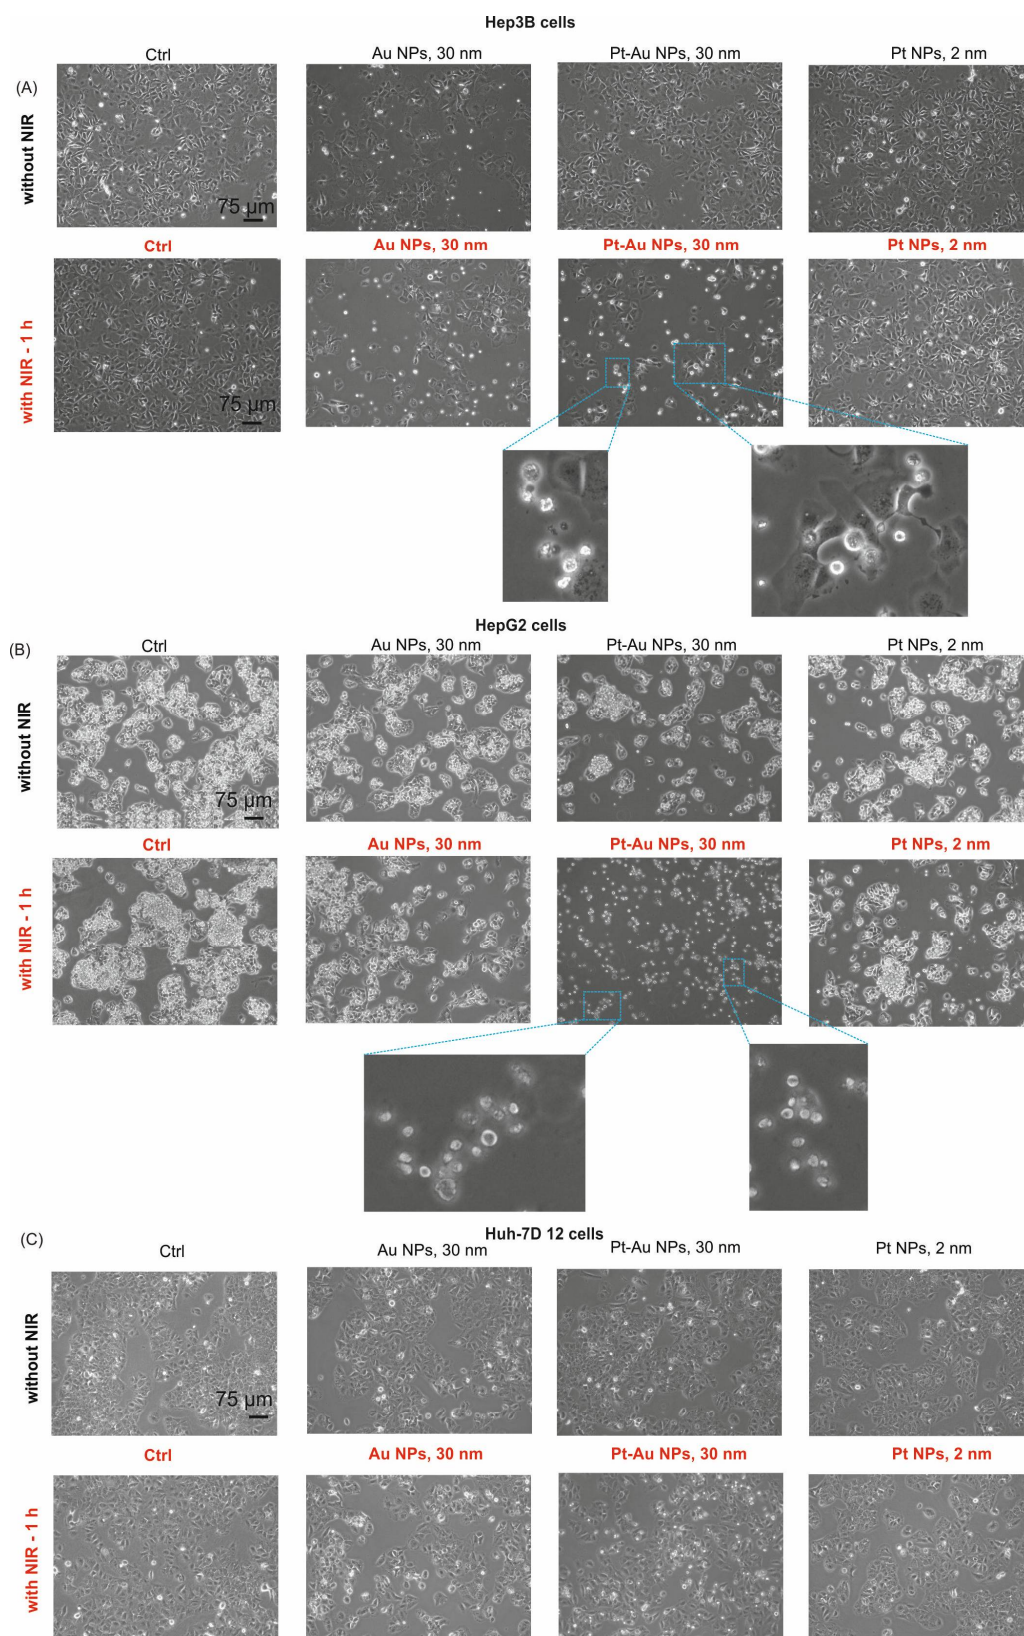 Hep3B cells
Ctrl
Au NPs, 30 nm
Pt-Au NPs, 30 nm
Pt NPs, 2 nm
(A)
without NIR
75 µm
Ctrl
Au NPs, 30 nm
Pt-Au NPs, 30 nm
Pt NPs, 2 nm
with NIR - 1 h
75 µm
HepG2 cells
(B)
Ctrl
Au NPs, 30 nm
Pt-Au NPs, 30 nm
Pt NPs, 2 nm
without NIR
75 µm
Ctrl
Au NPs, 30 nm
Pt-Au NPs, 30 nm
Pt NPs, 2 nm
with NIR - 1 h
Huh-7D 12 cells
(C)
Ctrl
Au NPs, 30 nm
Pt-Au NPs, 30 nm
Pt NPs, 2 nm
without NIR
75 µm
Ctrl
Au NPs, 30 nm
Pt-Au NPs, 30 nm
Pt NPs, 2 nm
with NIR - 1 h